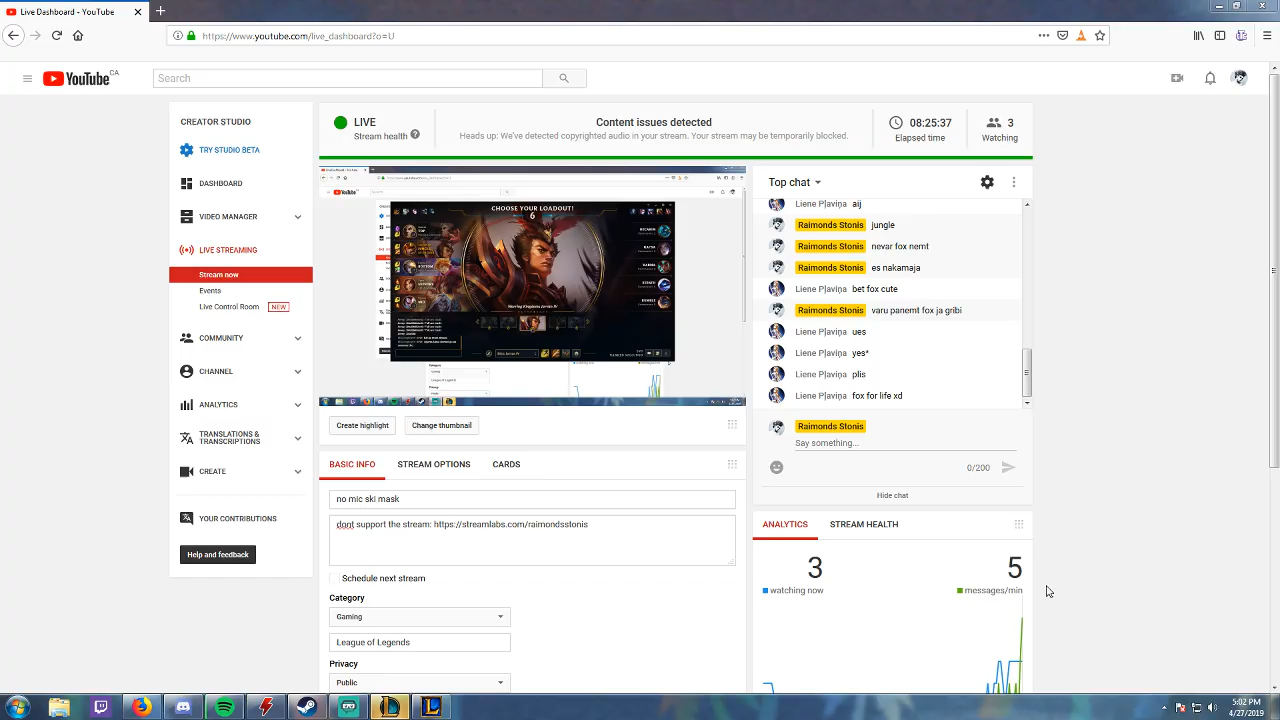 Live Dashboard - YouTube
https://www.youtube.com/live_dashboard?o=U
YouTube CA
Search
CREATOR STUDIO
TRY STUDIO BETA
DASHBOARD
VIDEO MANAGER
LIVE STREAMING
Stream now
Events
Live Control Room NEW
COMMUNITY
CHANNEL
ANALYTICS
TRANSLATIONS &
TRANSCRIPTIONS
CREATE
YOUR CONTRIBUTIONS
Help and feedback
LIVE
Stream health
Content issues detected
Heads up: We've detected copyrighted audio in your stream. Your stream may be temporarily blocked.
08:25:37
Elapsed time
3
Watching
CHOOSE YOUR LOADOUT!
6
Create highlight
Change thumbnail
BASIC INFO
STREAM OPTIONS
CARDS
no mic ski mask
dont support the stream: https://streamlabs.com/raimondsstonis
Schedule next stream
Category
Gaming
League of Legends
Privacy
Public
Top chat
Liene Pļaviņa aij
Raimonds Stonis jungle
Raimonds Stonis nevar fox nemt
Raimonds Stonis es nakamaja
Liene Pļaviņa bet fox cute
Raimonds Stonis varu panemt fox ja gribi
Liene Pļaviņa ues
Liene Pļaviņa yes*
Liene Pļaviņa plis
Liene Pļaviņa fox for life xd
Raimonds Stonis
Say something...
0/200
Hide chat
ANALYTICS
STREAM HEALTH
3
watching now
5
messages/min
5:02 PM
4/27/2019